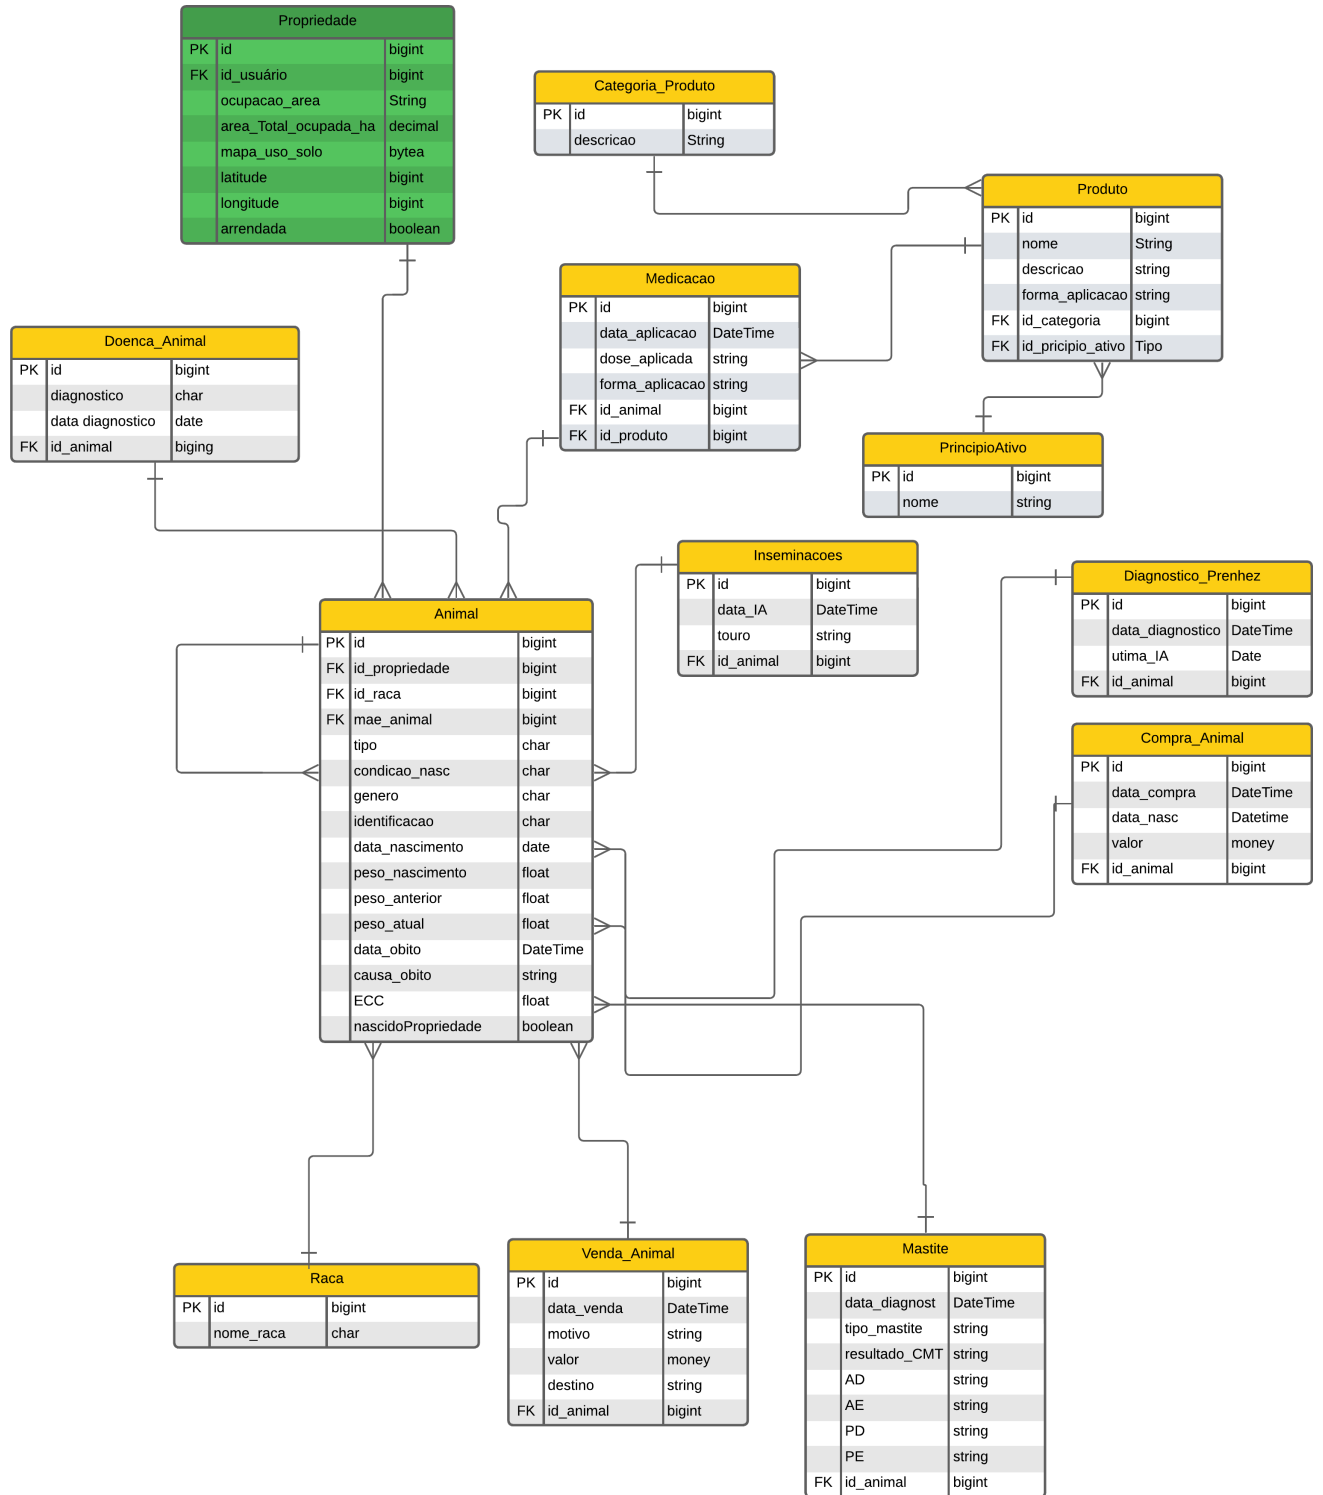 Propriedade
PK id bigint
FK id_usuário bigint
ocupacao_area String
area_Total_ocupada_ha decimal
mapa_uso_solo bytea
latitude bigint
longitude bigint
arrendada boolean
Categoria_Produto
PK id bigint
descricao String
Produto
PK id bigint
nome String
descricao string
forma_aplicacao string
FK id_categoria bigint
FK id_pricipio_ativo Tipo
Medicacao
PK id bigint
data_aplicacao DateTime
dose_aplicada string
forma_aplicacao string
FK id_animal bigint
FK id_produto bigint
Doenca_Animal
PK id bigint
diagnostico char
data diagnostico date
FK id_animal biging
PrincipioAtivo
PK id bigint
nome string
Inseminacoes
PK id bigint
data_IA DateTime
touro string
FK id_animal bigint
Diagnostico_Prenhez
PK id bigint
data_diagnostico DateTime
utima_IA Date
FK id_animal bigint
Animal
PK id bigint
FK id_propriedade bigint
FK id_raca bigint
FK mae_animal bigint
tipo char
condicao_nasc char
genero char
identificacao char
data_nascimento date
peso_nascimento float
peso_anterior float
peso_atual float
data_obito DateTime
causa_obito string
ECC float
nascidoPropriedade boolean
Compra_Animal
PK id bigint
data_compra DateTime
data_nasc Datetime
valor money
FK id_animal bigint
Raca
PK id bigint
nome_raca char
Venda_Animal
PK id bigint
data_venda DateTime
motivo string
valor money
destino string
FK id_animal bigint
Mastite
PK id bigint
data_diagnost DateTime
tipo_mastite string
resultado_CMT string
AD string
AE string
PD string
PE string
FK id_animal bigint